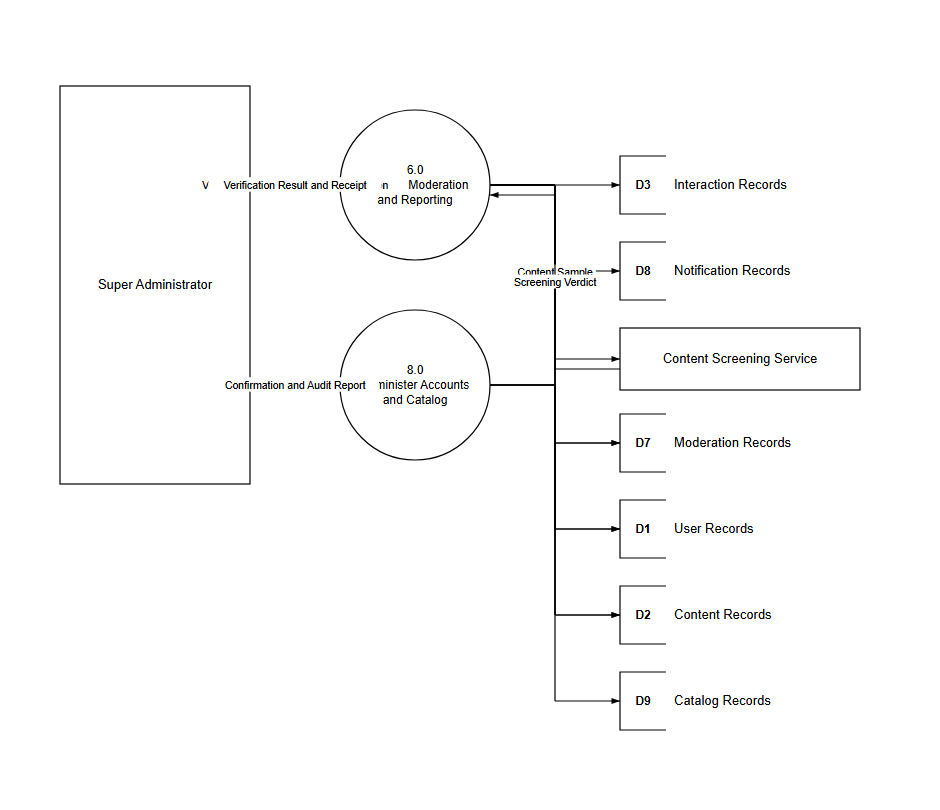 Super Administrator
Verification Result and Receipt
6.0
Moderation
and Reporting
Confirmation and Audit Report
8.0
Accounts
and Catalog
Content Sample
Screening Verdict
D3 Interaction Records
D8 Notification Records
Content Screening Service
D7 Moderation Records
D1 User Records
D2 Content Records
D9 Catalog Records